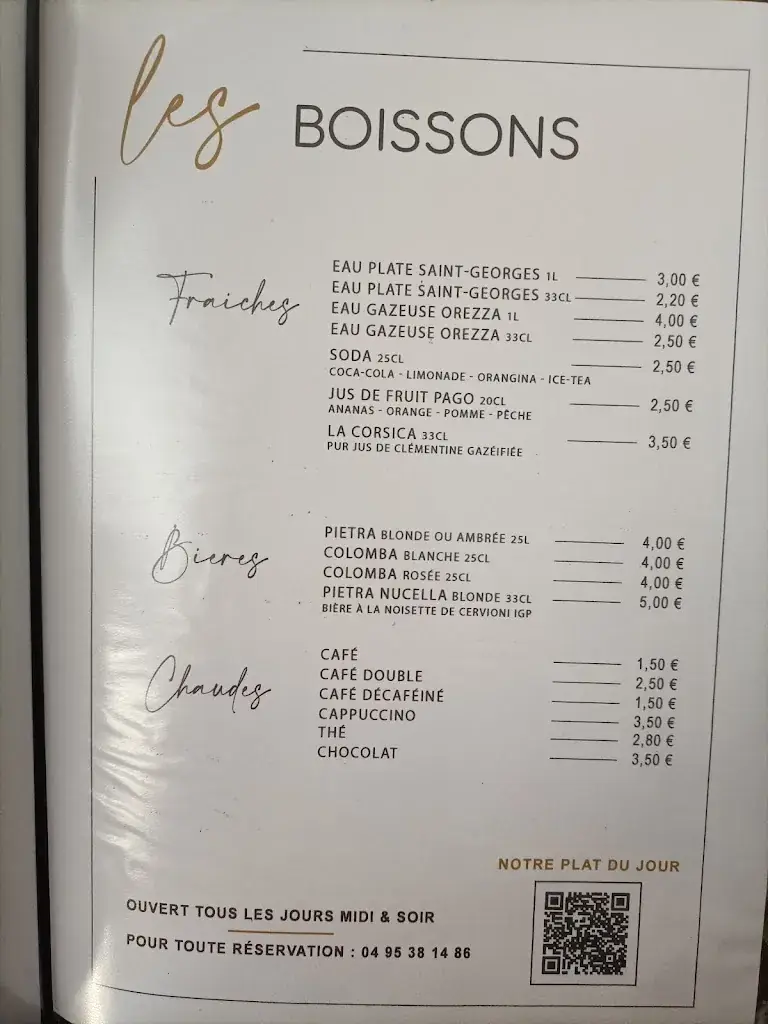 les BOISSONS
Fraiches
EAU PLATE SAINT-GEORGES 1L 3,00 €
EAU PLATE SAINT-GEORGES 33CL 2,20 €
EAU GAZEUSE OREZZA 1L 4,00 €
EAU GAZEUSE OREZZA 33CL 2,50 €
SODA 25CL 2,50 €
COCA-COLA - LIMONADE - ORANGINA - ICE-TEA
JUS DE FRUIT PAGO 20CL 2,50 €
ANANAS - ORANGE - POMME - PÊCHE
LA CORSICA 33CL 3,50 €
PUR JUS DE CLÉMENTINE GAZÉIFIÉE
Bieres
PIETRA BLONDE OU AMBRÉE 25L 4,00 €
COLOMBA BLANCHE 25CL 4,00 €
COLOMBA ROSÉE 25CL 4,00 €
PIETRA NUCELLA BLONDE 33CL 5,00 €
BIÈRE À LA NOISETTE DE CERVIONI IGP
Chaudes
CAFÉ 1,50 €
CAFÉ DOUBLE 2,50 €
CAFÉ DÉCAFÉINÉ 1,50 €
CAPPUCCINO 3,50 €
THÉ 2,80 €
CHOCOLAT 3,50 €
NOTRE PLAT DU JOUR
OUVERT TOUS LES JOURS MIDI & SOIR
POUR TOUTE RÉSERVATION : 04 95 38 14 86